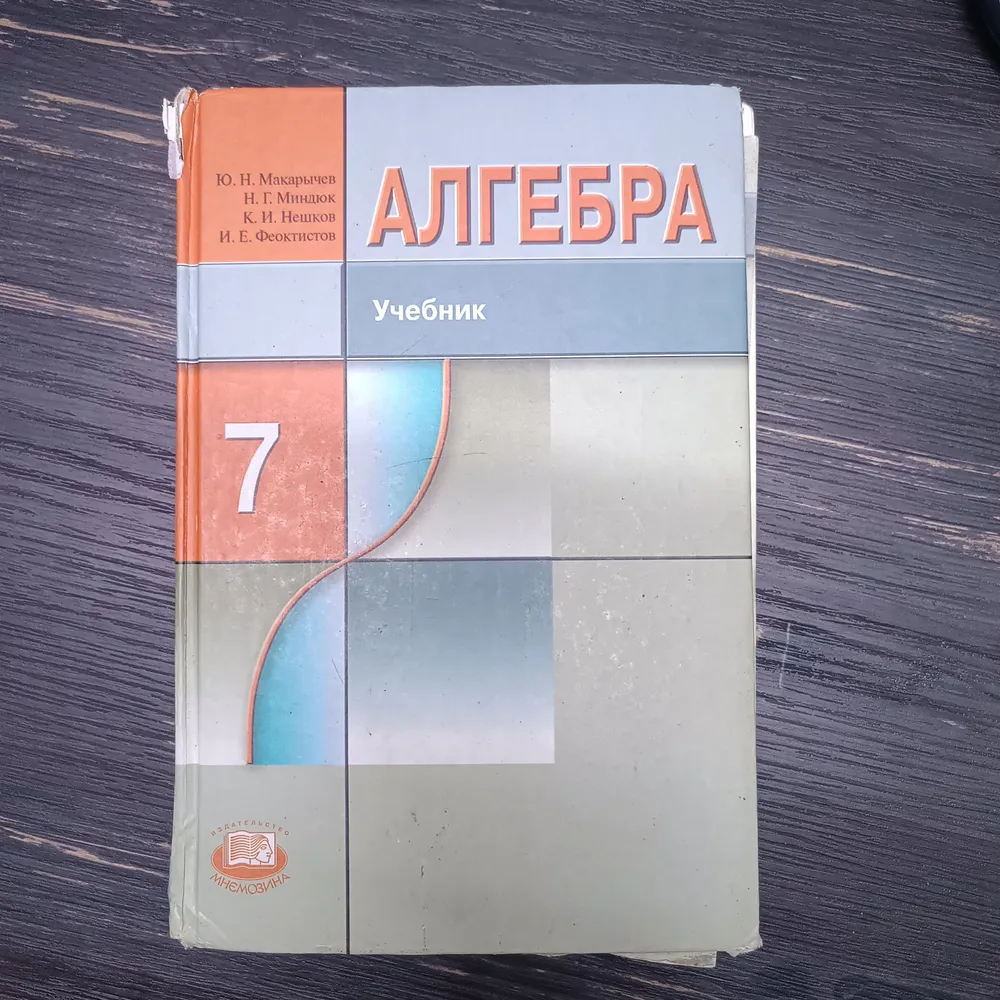 Ю. Н. Макарычев
Н. Г. Миндюк
К. И. Нешков
И. Е. Феоктистов
АЛГЕБРА
Учебник
7
ИЗДАТЕЛЬСТВО
МНЕМОЗИНА